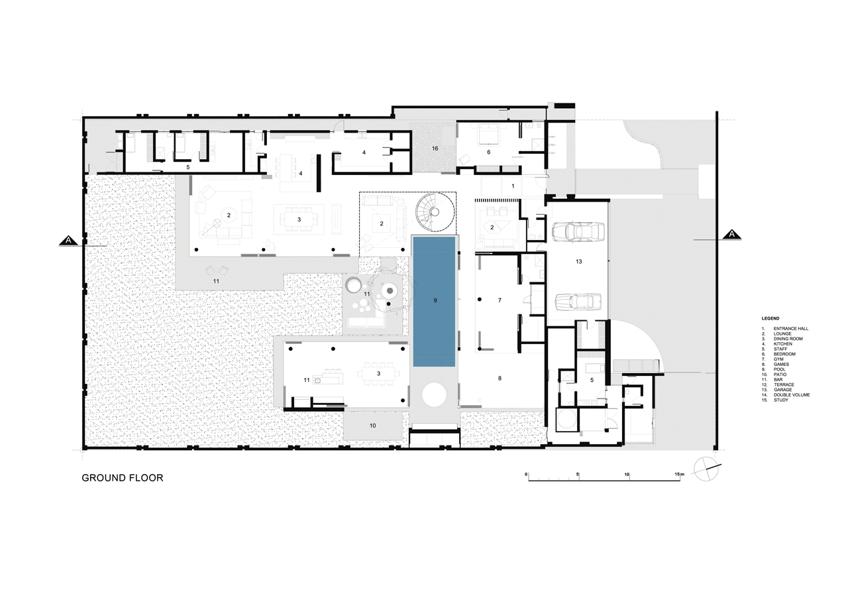 16
6
4
5
4
1
2
3
2
2
A
A
13
11
11
9
7
3
11
8
5
10
LEGEND
1. ENTRANCE HALL
2. LOUNGE
3. DINING ROOM
4. KITCHEN
5. STAFF
6. BEDROOM
7. GYM
8. GAMES
9. POOL
10. PATIO
11. BAR
12. TERRACE
13. GARAGE
14. DOUBLE VOLUME
15. STUDY
GROUND FLOOR
0 5 10 15m